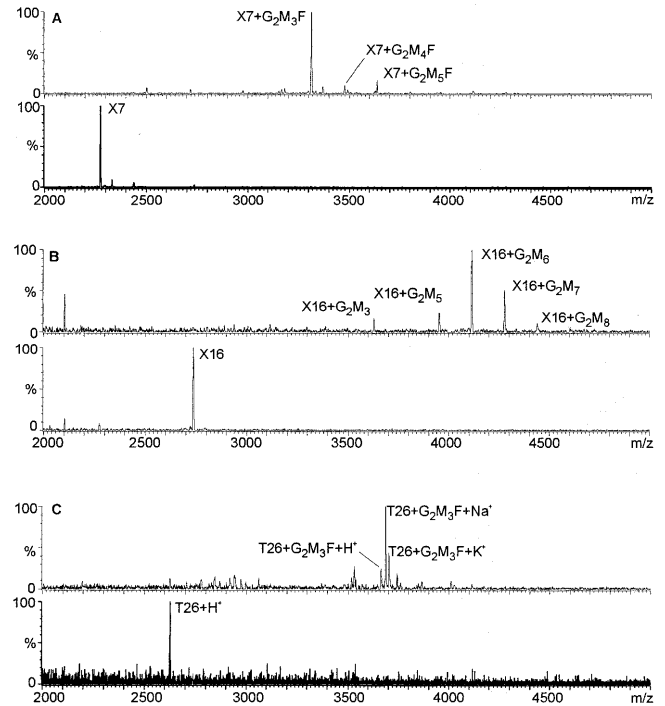 A
100
%
0
X7+G2M3F
X7+G2M4F
X7+G2M5F
100
%
0
X7
2000 2500 3000 3500 4000 4500 m/z
B
100
%
0
X16+G2M3
X16+G2M5
X16+G2M6
X16+G2M7
X16+G2M8
100
%
0
X16
2000 2500 3000 3500 4000 4500 m/z
C
100
%
0
T26+G2M3F+Na+
T26+G2M3F+H+
T26+G2M3F+K+
100
%
0
T26+H+
2000 2500 3000 3500 4000 4500 m/z